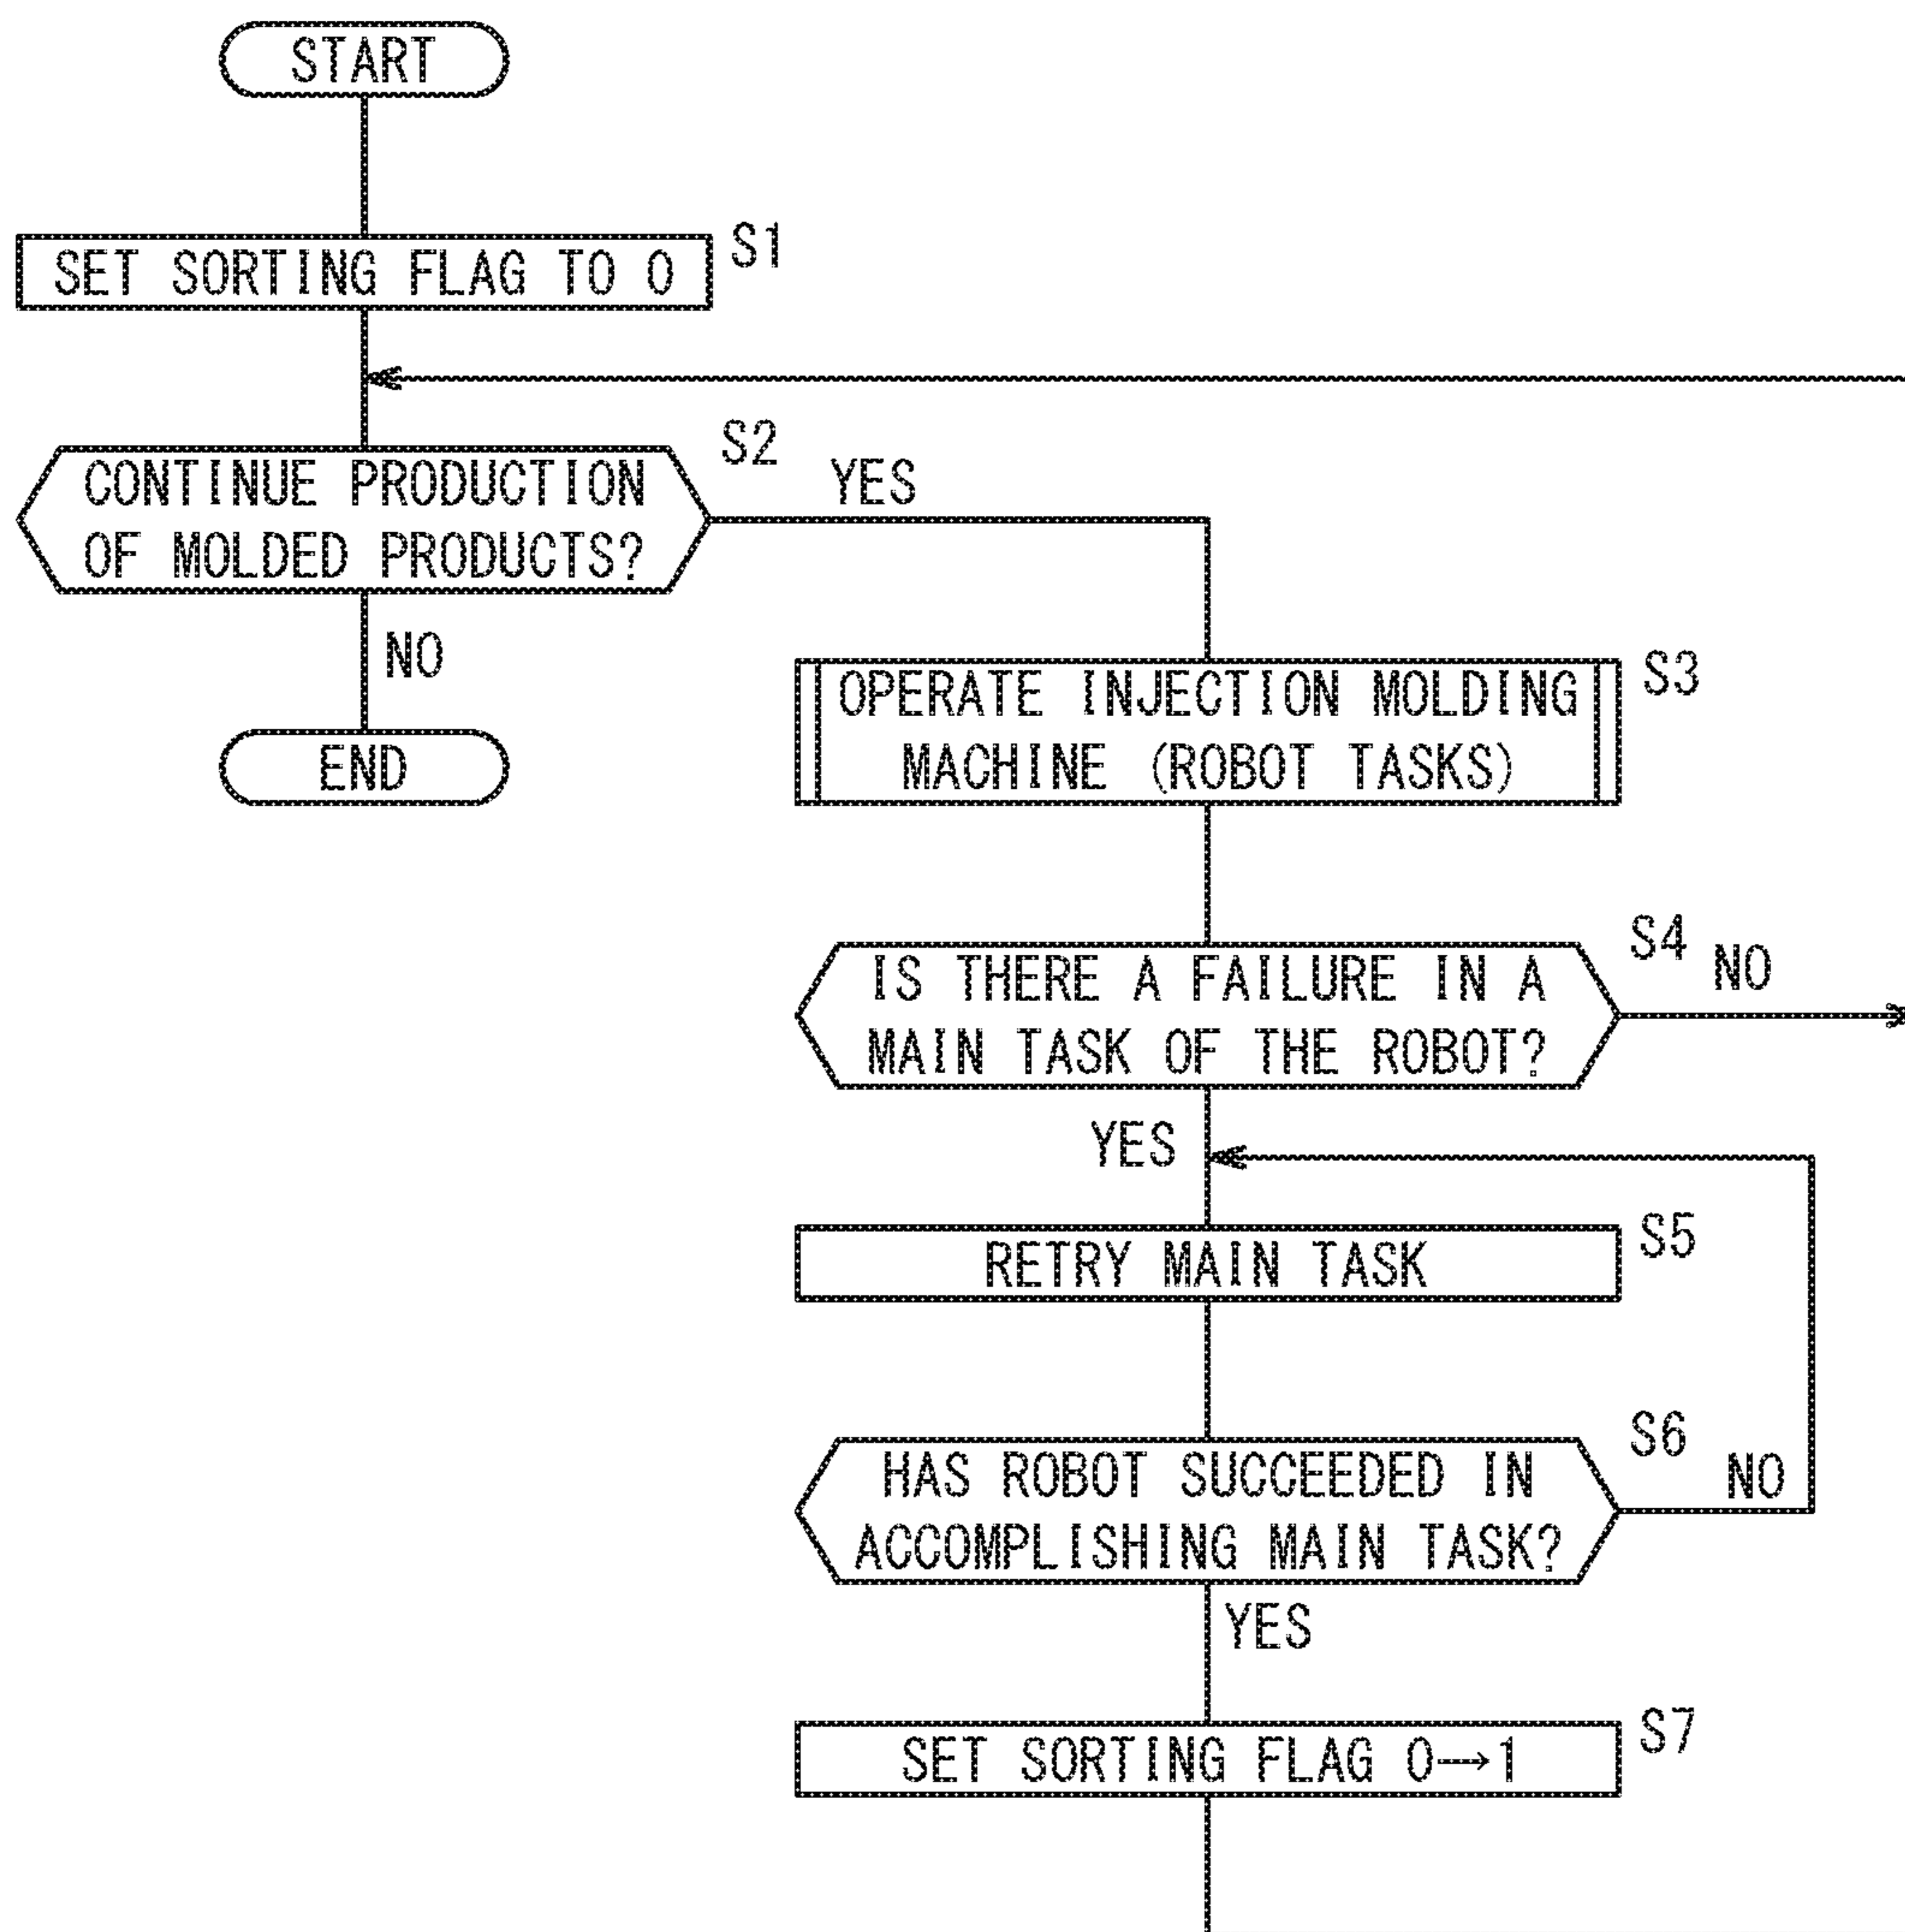 START
SET SORTING FLAG TO 0
S1
CONTINUE PRODUCTION
OF MOLDED PRODUCTS?
S2
YES
NO
END
OPERATE INJECTION MOLDING
MACHINE (ROBOT TASKS)
S3
IS THERE A FAILURE IN A
MAIN TASK OF THE ROBOT?
S4
NO
YES
RETRY MAIN TASK
S5
HAS ROBOT SUCCEEDED IN
ACCOMPLISHING MAIN TASK?
S6
NO
YES
SET SORTING FLAG 0→1
S7